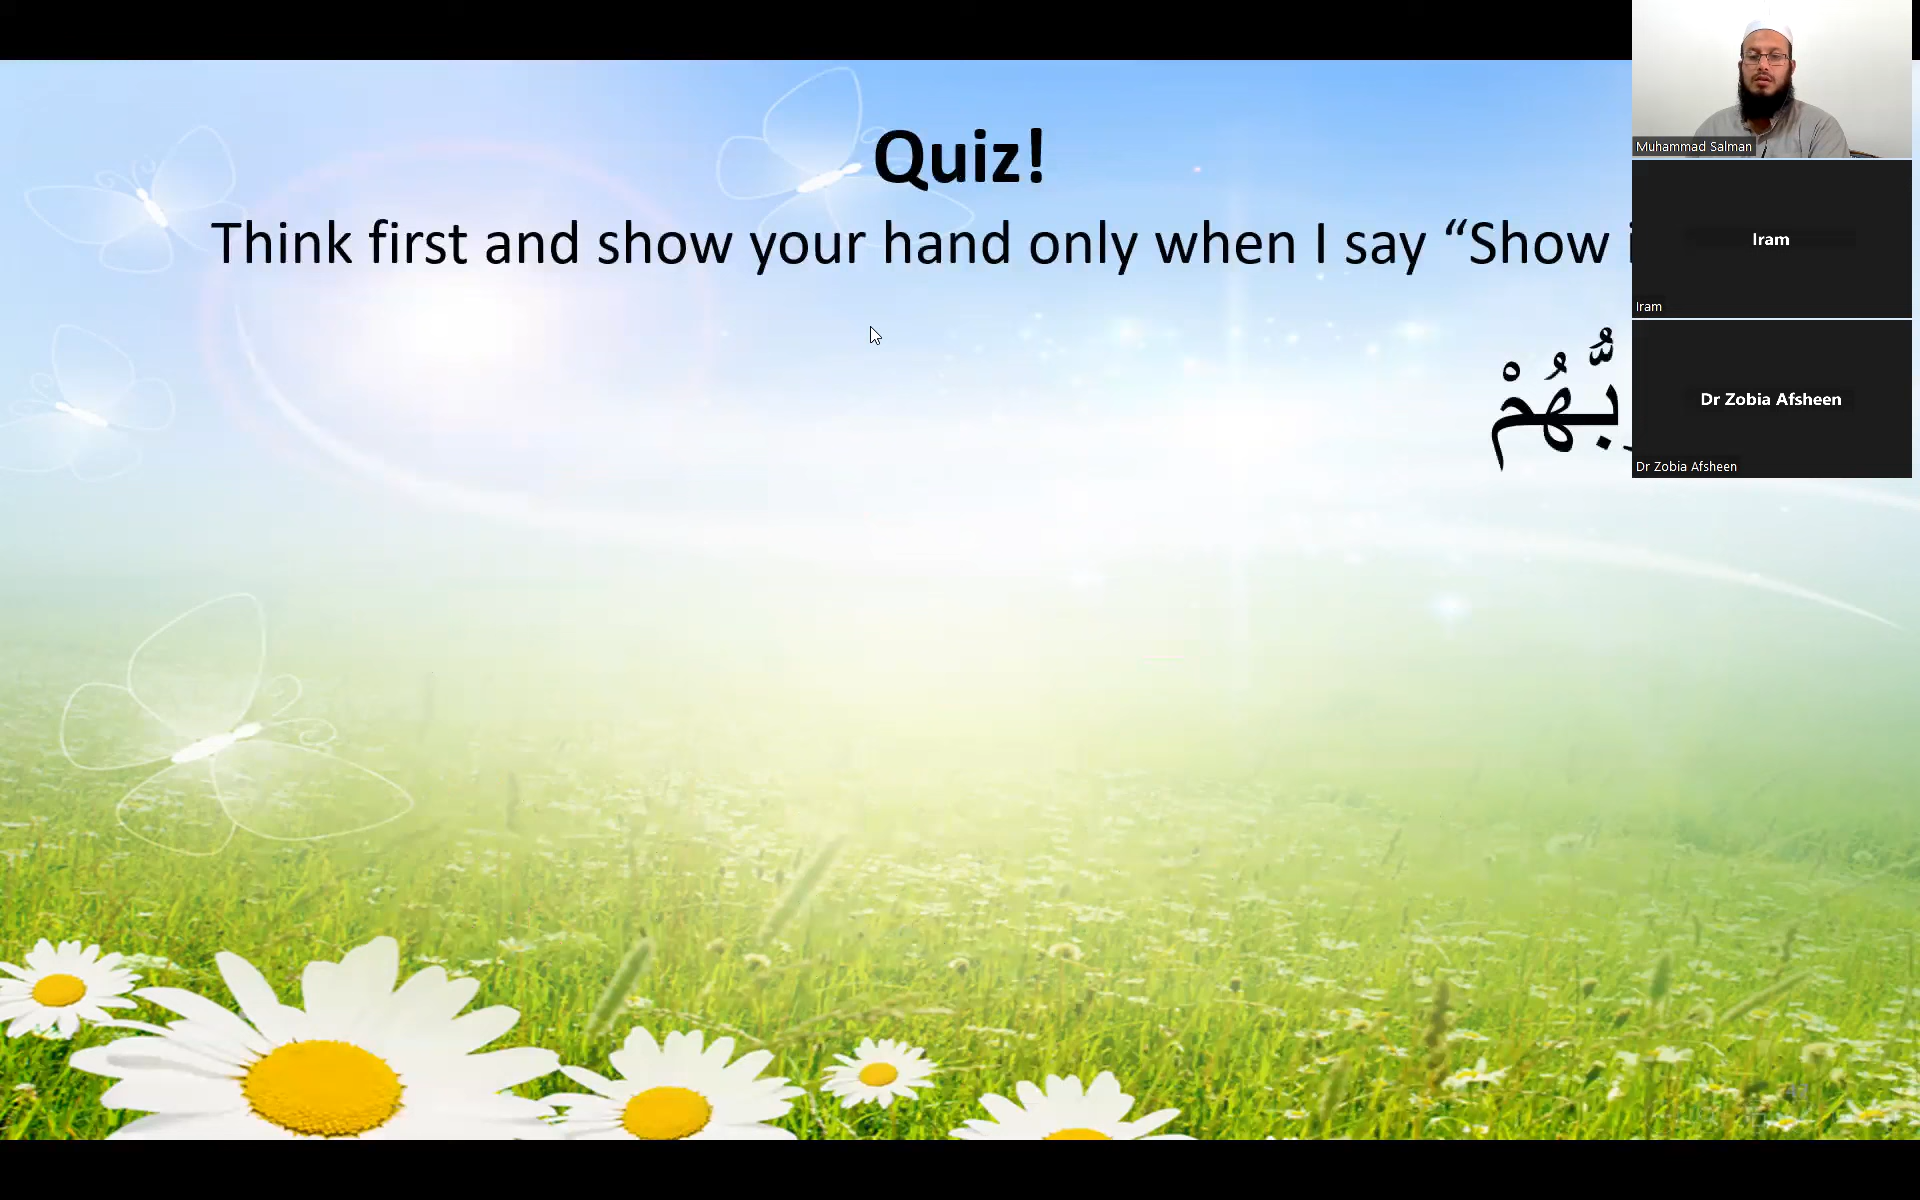 Quiz!
Think first and show your hand only when I say “Show
Muhammad Salman
Iram
Iram
Dr Zobia Afsheen
Dr Zobia Afsheen